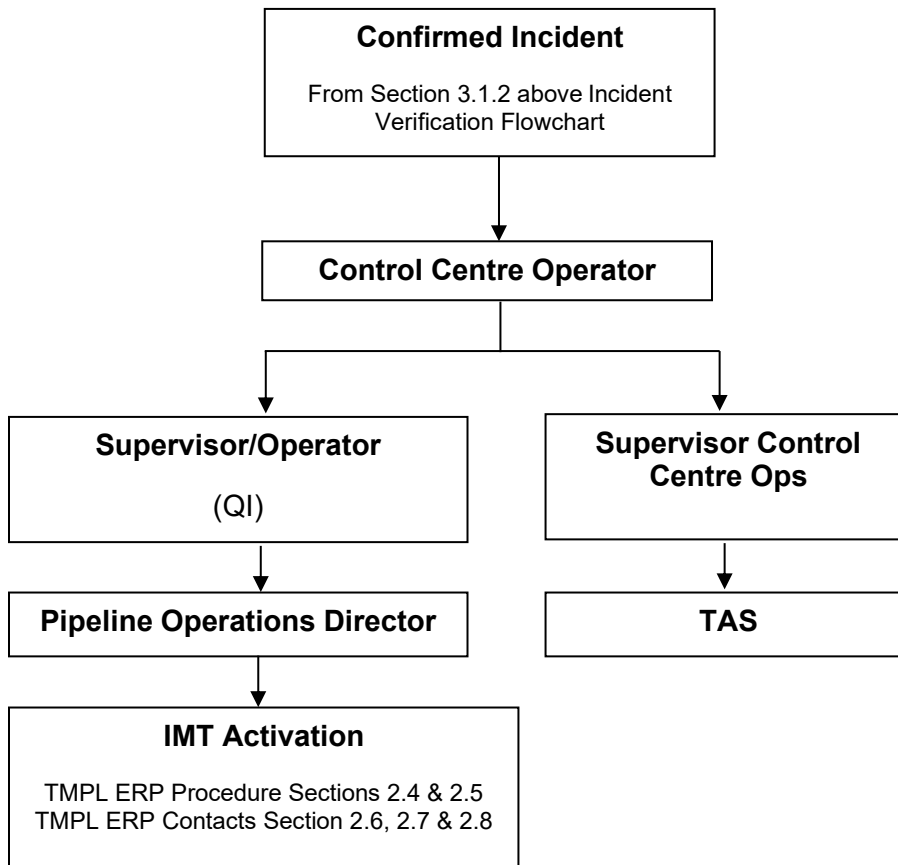 Confirmed Incident
From Section 3.1.2 above Incident
Verification Flowchart
Control Centre Operator
Supervisor/Operator
(QI)
Supervisor Control
Centre Ops
Pipeline Operations Director
TAS
IMT Activation
TMPL ERP Procedure Sections 2.4 & 2.5
TMPL ERP Contacts Section 2.6, 2.7 & 2.8